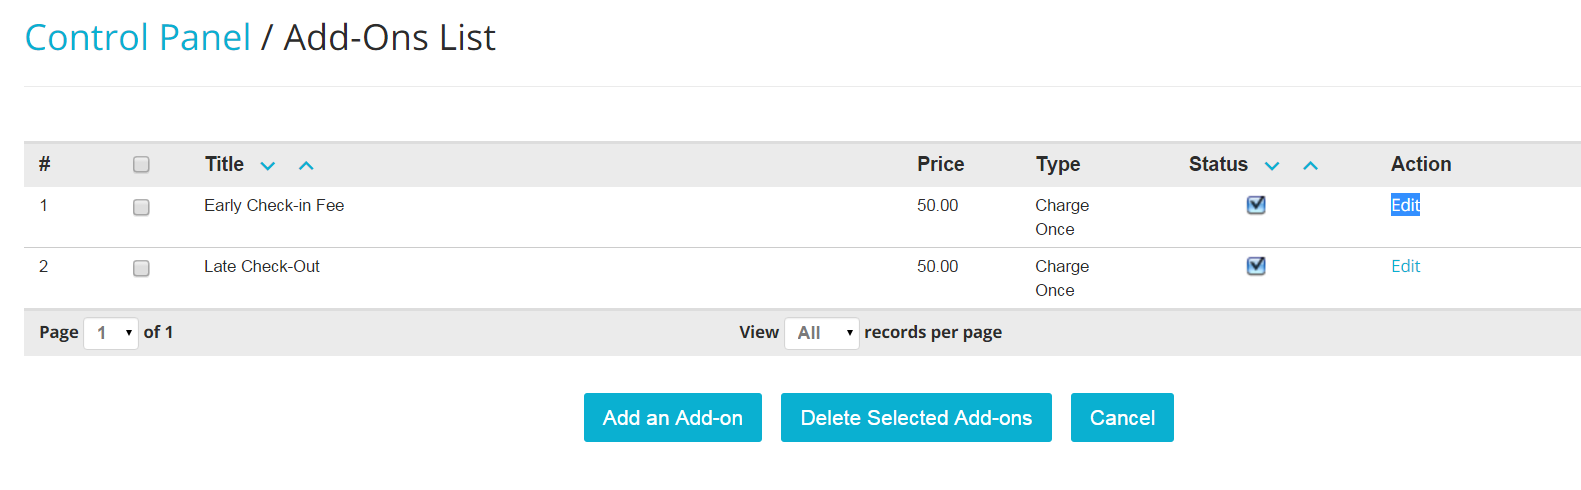 Control Panel / Add-Ons List
# Title Price Type Status Action
1 Early Check-in Fee 50.00 Charge Once Edit
2 Late Check-Out 50.00 Charge Once Edit
Page 1 of 1 View All records per page
Add an Add-on Delete Selected Add-ons Cancel